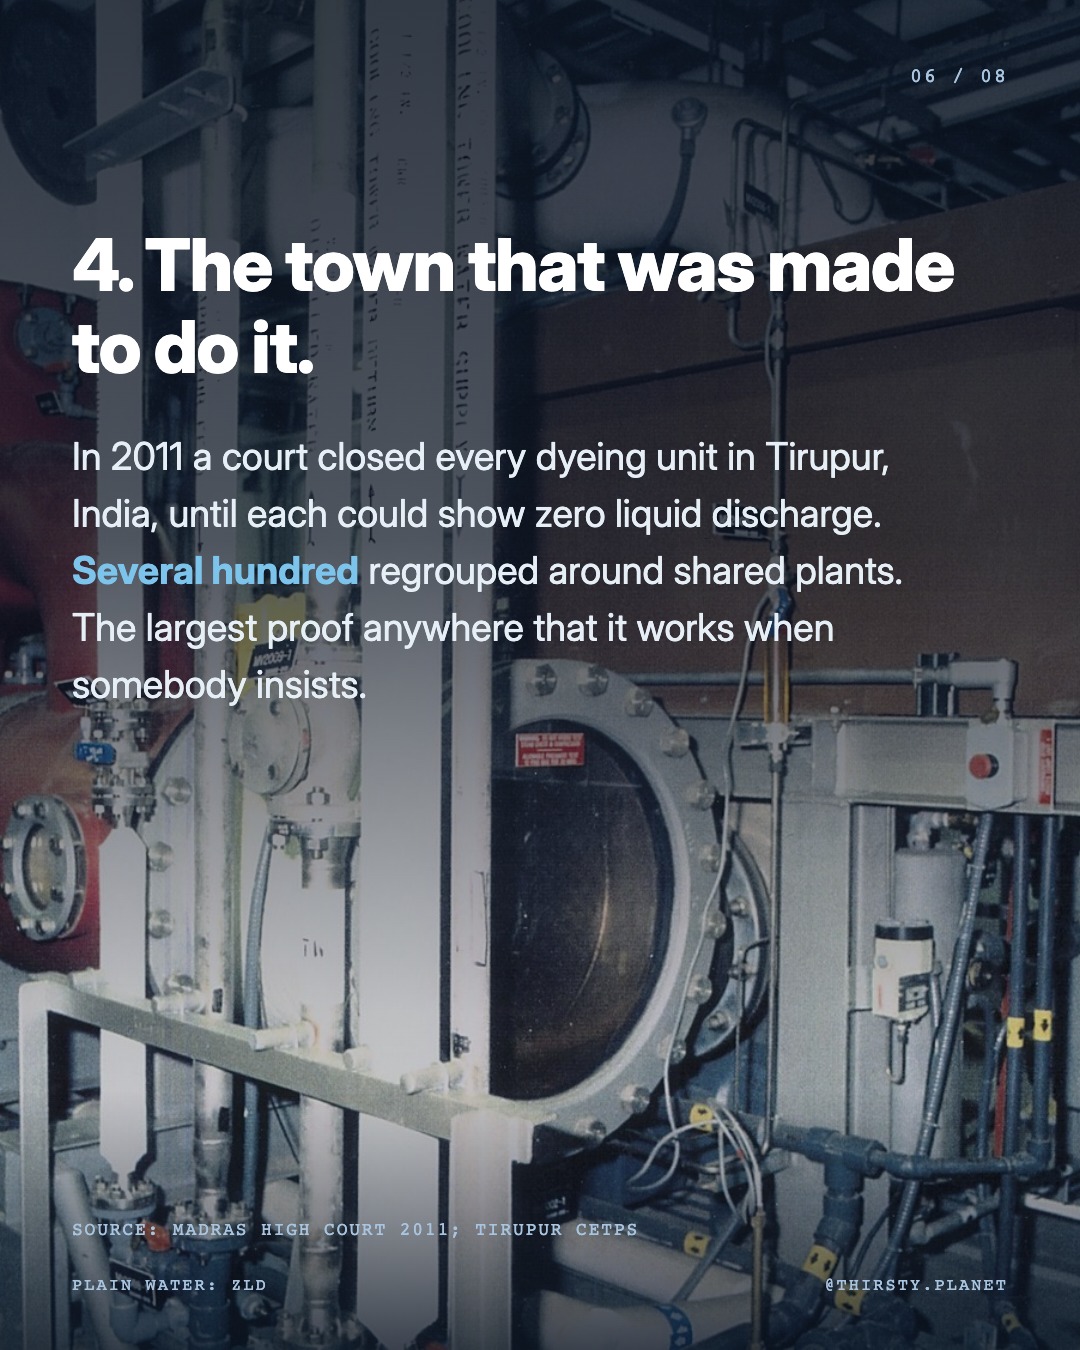 06 / 08
4. The town that was made
to do it.
In 2011 a court closed every dyeing unit in Tirupur,
India, until each could show zero liquid discharge.
Several hundred regrouped around shared plants.
The largest proof anywhere that it works when
somebody insists.
MV2009-1
SOURCE: MADRAS HIGH COURT 2011; TIRUPUR CETPS
PLAIN WATER: ZLD
@THIRSTY.PLANET